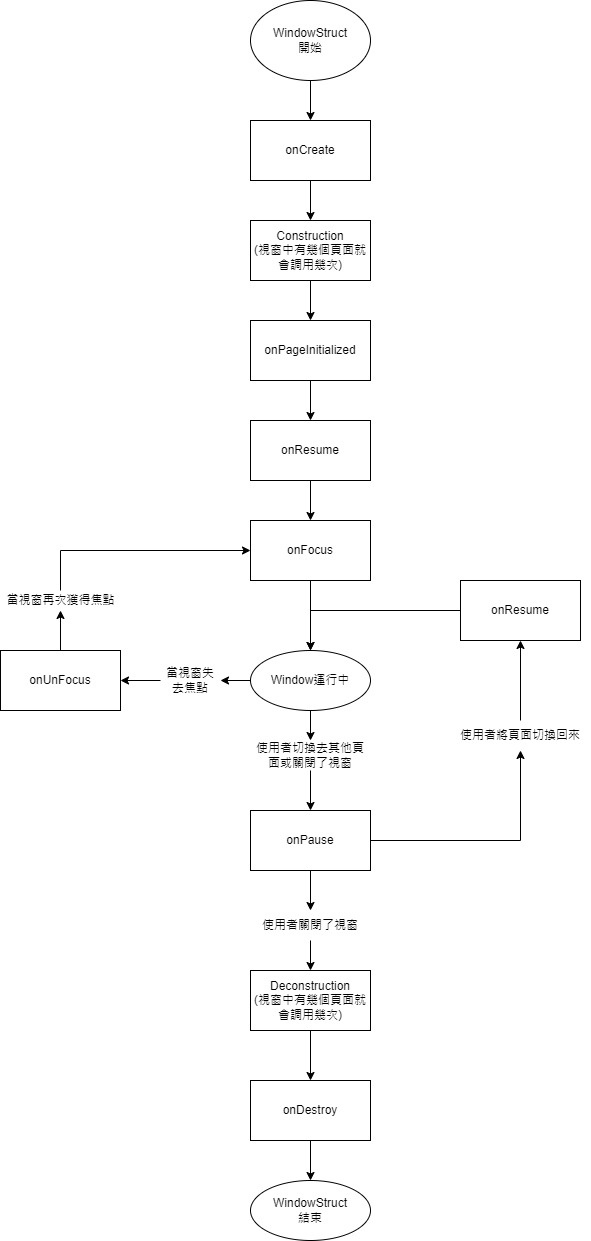 WindowStruct
開始
onCreate
Construction
(視窗中有幾個頁面就
會調用幾次)
onPageInitialized
onResume
onFocus
當視窗再次獲得焦點
onResume
onUnFocus
當視窗失
去焦點
Window運行中
使用者切換去其他頁
面或關閉了視窗
使用者將頁面切換回來
onPause
使用者關閉了視窗
Deconstruction
(視窗中有幾個頁面就
會調用幾次)
onDestroy
WindowStruct
結束